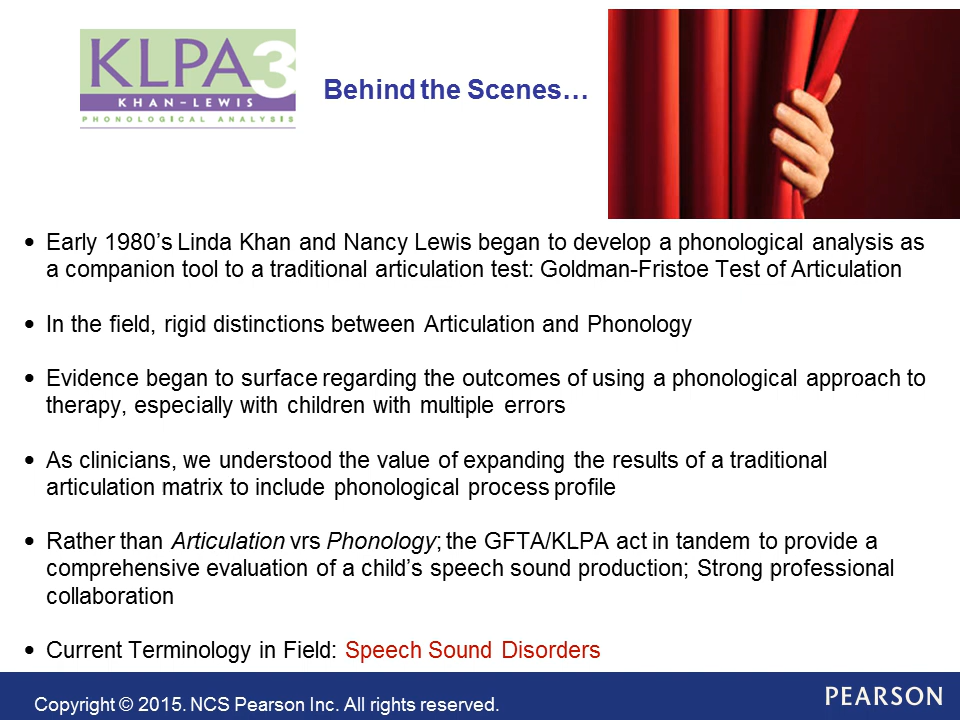 KLPA3
KHAN-LEWIS
PHONOLOGICAL ANALYSIS
Behind the Scenes…
• Early 1980’s Linda Khan and Nancy Lewis began to develop a phonological analysis as
a companion tool to a traditional articulation test: Goldman-Fristoe Test of Articulation
• In the field, rigid distinctions between Articulation and Phonology
• Evidence began to surface regarding the outcomes of using a phonological approach to
therapy, especially with children with multiple errors
• As clinicians, we understood the value of expanding the results of a traditional
articulation matrix to include phonological process profile
• Rather than Articulation vrs Phonology; the GFTA/KLPA act in tandem to provide a
comprehensive evaluation of a child’s speech sound production; Strong professional
collaboration
• Current Terminology in Field: Speech Sound Disorders
Copyright © 2015. NCS Pearson Inc. All rights reserved.
PEARSON